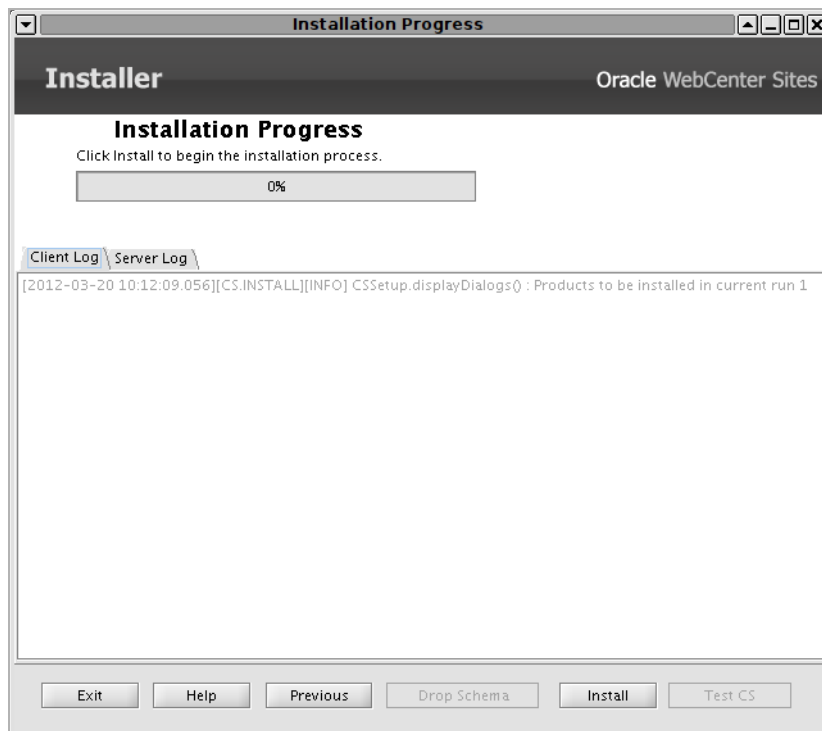 Installation Progress
Installer
Oracle WebCenter Sites
Installation Progress
Click Install to begin the installation process.
0%
Client Log
Server Log
[2012-03-20 10:12:09.056][CS.INSTALL][INFO] CSSetup.displayDialogs() : Products to be installed in current run 1
Exit
Help
Previous
Drop Schema
Install
Test CS